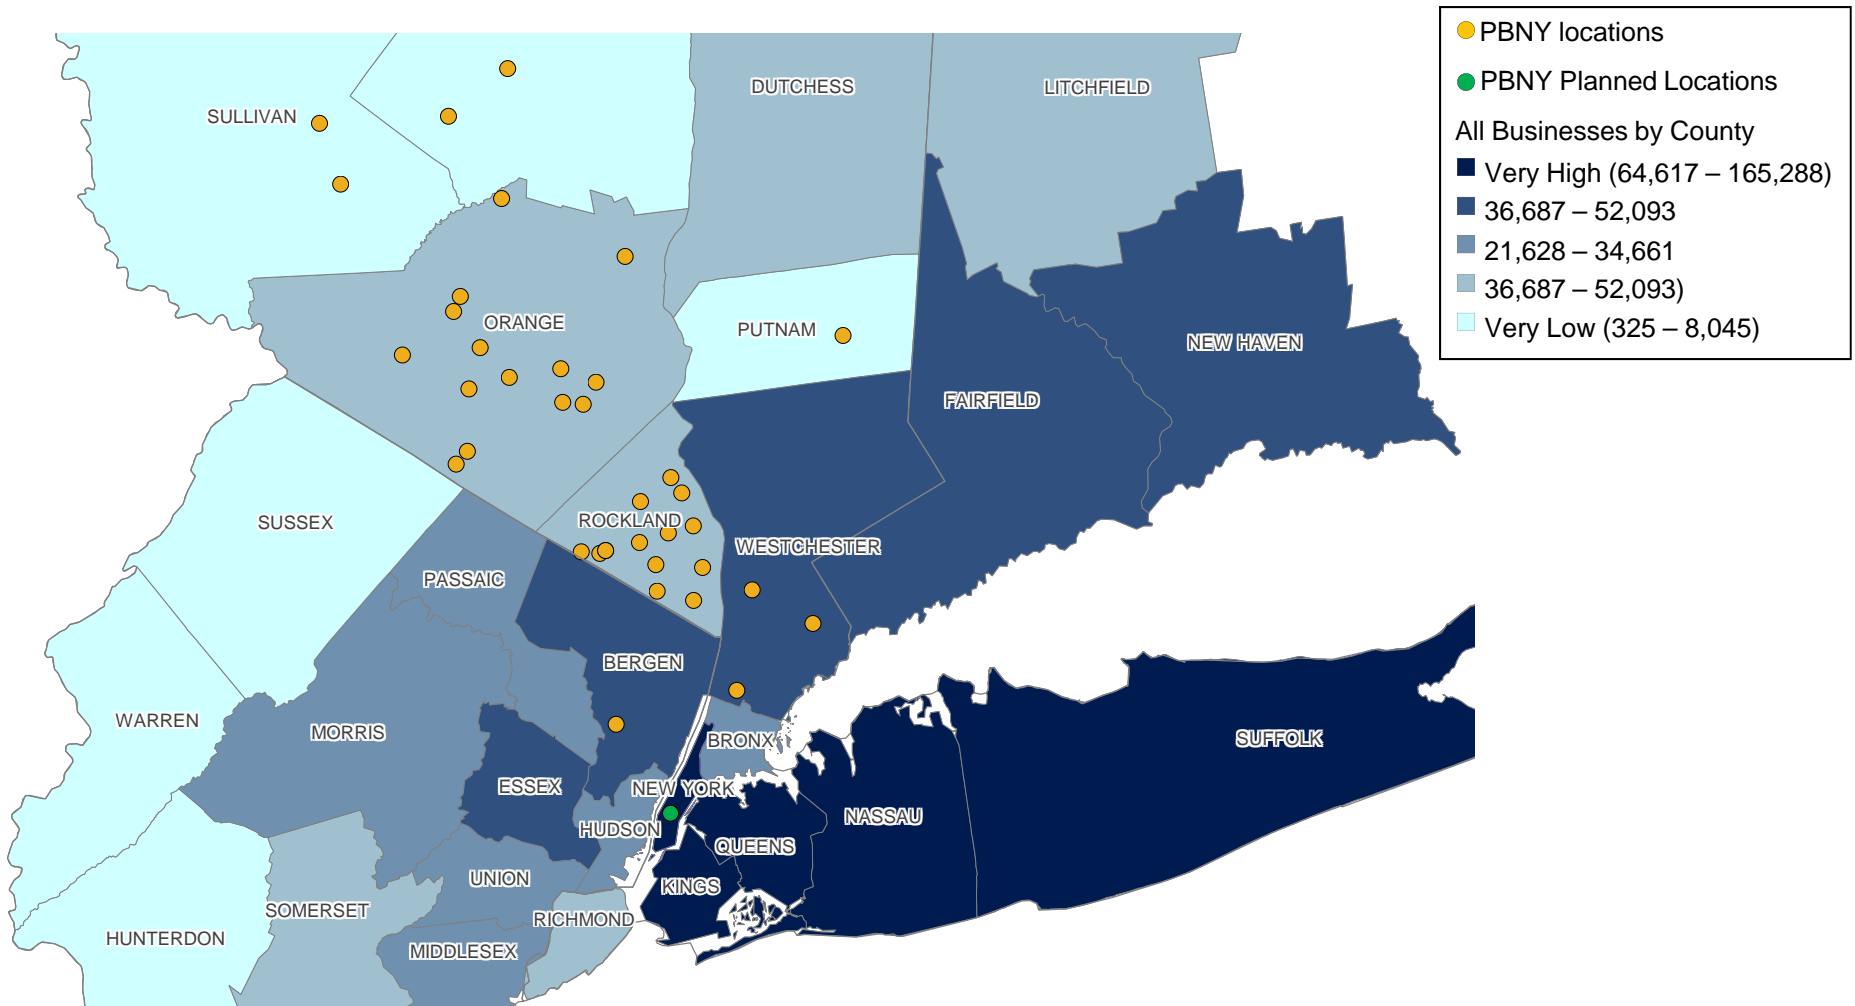 PBNY locations
PBNY Planned Locations
All Businesses by County
Very High (64,617 – 165,288)
36,687 – 52,093
21,628 – 34,661
36,687 – 52,093)
Very Low (325 – 8,045)
DUTCHESS
LITCHFIELD
SULLIVAN
ORANGE
PUTNAM
NEW HAVEN
FAIRFIELD
SUSSEX
ROCKLAND
WESTCHESTER
PASSAIC
BERGEN
WARREN
MORRIS
BRONX
SUFFOLK
ESSEX
NEW YORK
NASSAU
HUDSON
QUEENS
UNION
KINGS
SOMERSET
RICHMOND
HUNTERDON
MIDDLESEX